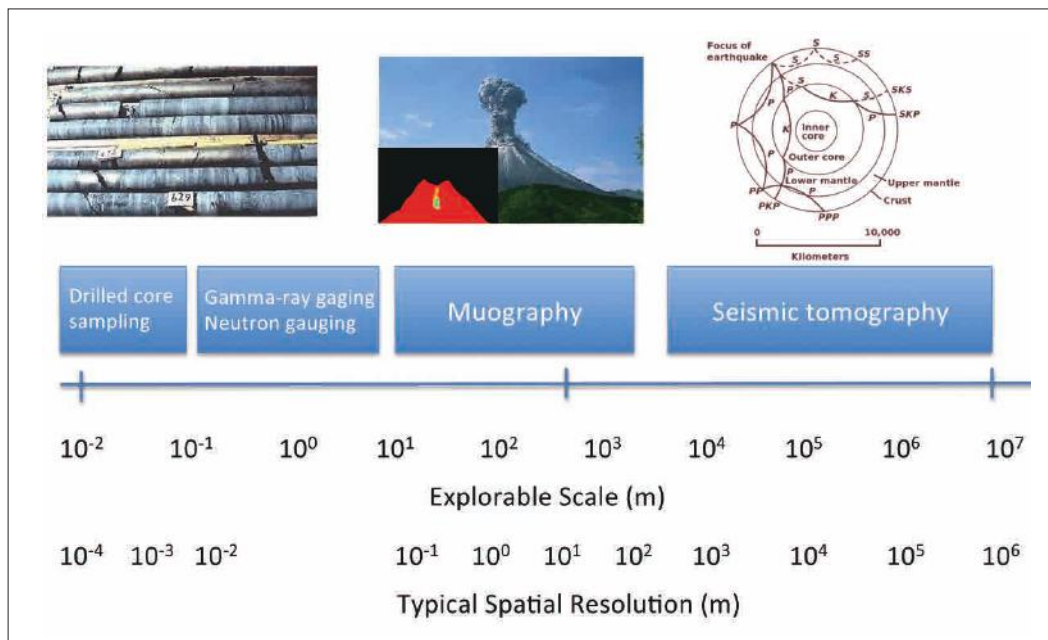 629
Focus of
earthquake
S
S
S
SS
SKS
SKP
S
K
S
P
P
P
P
K
P
P
Inner
core
Outer core
Lower mantle
Upper mantle
Crust
PP
PKP
P
PPP
0 10,000
Kilometers
Drilled core
sampling
Gamma-ray gaging
Neutron gauging
Muography
Seismic tomography
10⁻² 10⁻¹ 10⁰ 10¹ 10² 10³ 10⁴ 10⁵ 10⁶ 10⁷
Explorable Scale (m)
10⁻⁴ 10⁻³ 10⁻² 10⁻¹ 10⁰ 10¹ 10² 10³ 10⁴ 10⁵ 10⁶
Typical Spatial Resolution (m)